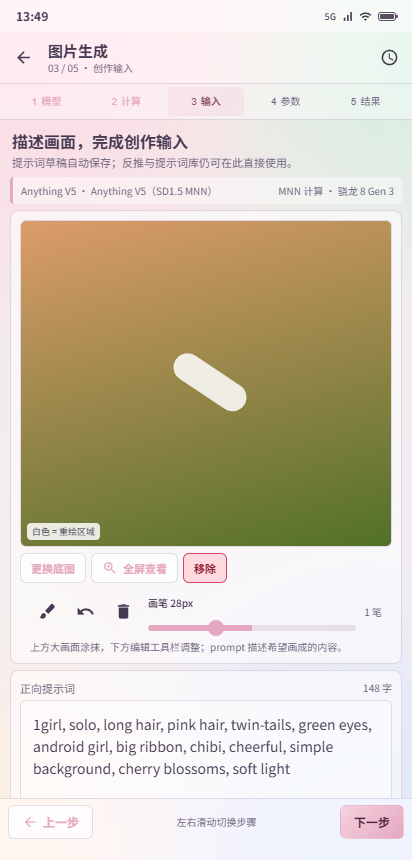 13:49
5G
图片生成
03 / 05 · 创作输入
1 模型
2 计算
3 输入
4 参数
5 结果
描述画面，完成创作输入
提示词草稿自动保存；反推与提示词库仍可在此直接使用。
Anything V5 · Anything V5（SD1.5 MNN）
MNN 计算 · 骁龙 8 Gen 3
白色 = 重绘区域
更换底图
全屏查看
移除
画笔 28px
1 笔
上方大画面涂抹，下方编辑工具栏调整；prompt 描述希望画成的内容。
正向提示词
148 字
1girl, solo, long hair, pink hair, twin-tails, green eyes,
android girl, big ribbon, chibi, cheerful, simple
background, cherry blossoms, soft light
上一步
左右滑动切换步骤
下一步